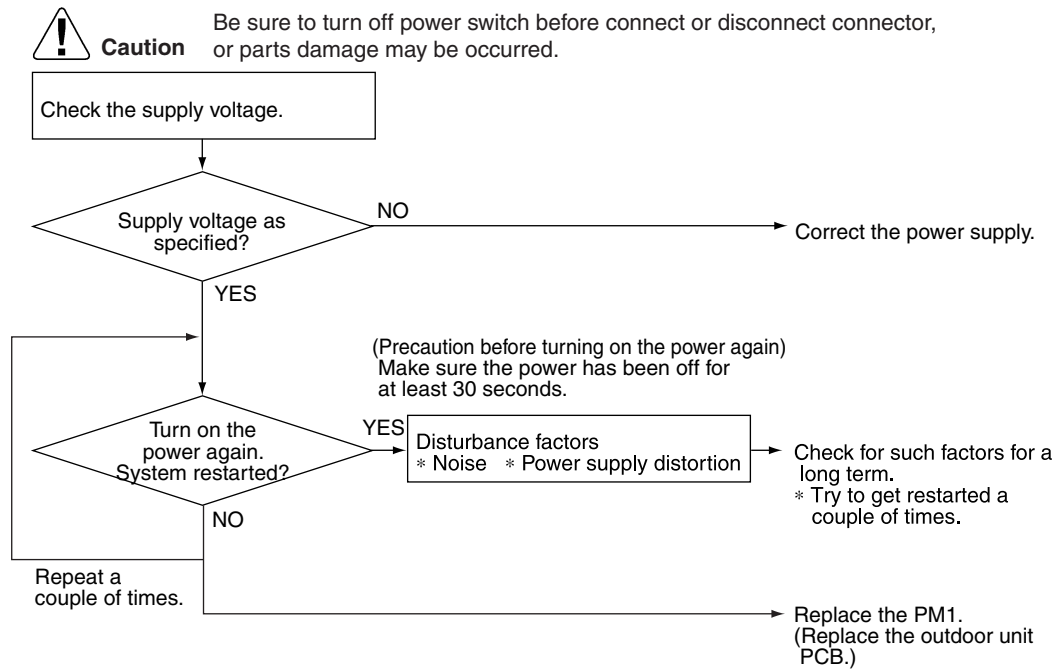 Caution
Be sure to turn off power switch before connect or disconnect connector,
or parts damage may be occurred.
Check the supply voltage.
Supply voltage as
specified?
NO
Correct the power supply.
YES
(Precaution before turning on the power again)
Make sure the power has been off for
at least 30 seconds.
Turn on the
power again.
System restarted?
YES
Disturbance factors
* Noise * Power supply distortion
Check for such factors for a
long term.
* Try to get restarted a
couple of times.
NO
Repeat a
couple of times.
Replace the PM1.
(Replace the outdoor unit
PCB.)